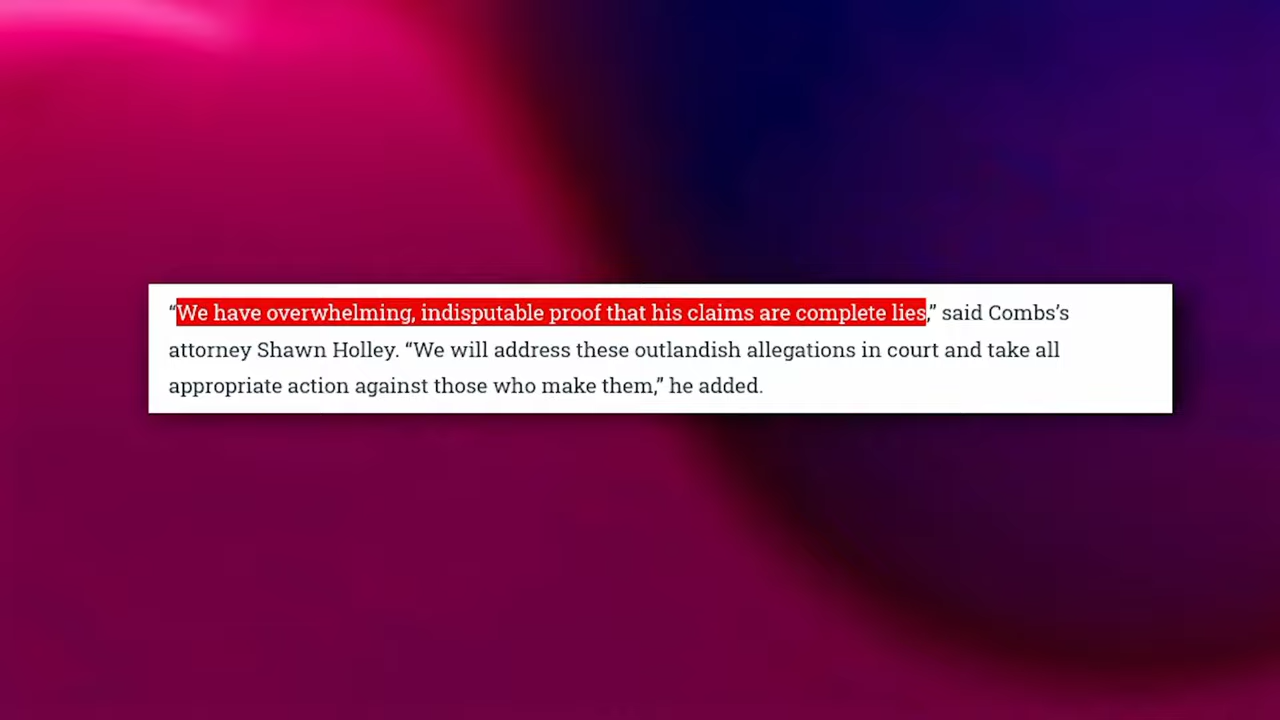 “We have overwhelming, indisputable proof that his claims are complete lies,” said Combs’s
attorney Shawn Holley. “We will address these outlandish allegations in court and take all
appropriate action against those who make them,” he added.